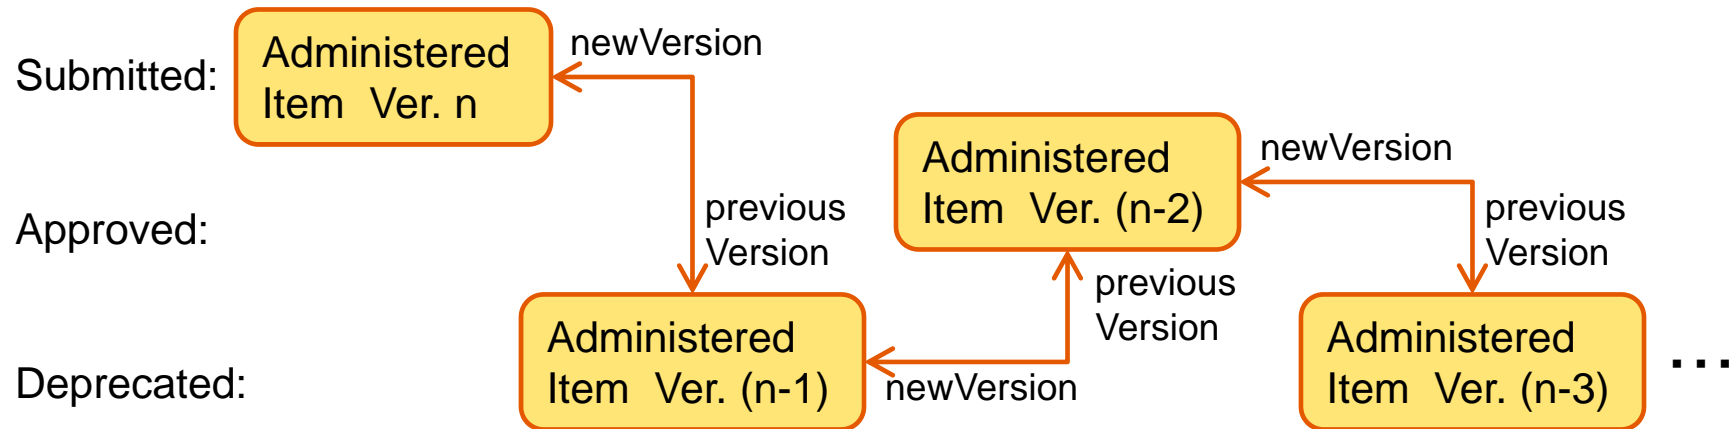 Submitted:
Administered
Item Ver. n
newVersion
Approved:
previous
Version
Administered
Item Ver. (n-2)
newVersion
previous
Version
previous
Version
Deprecated:
Administered
Item Ver. (n-1)
newVersion
Administered
Item Ver. (n-3)
...